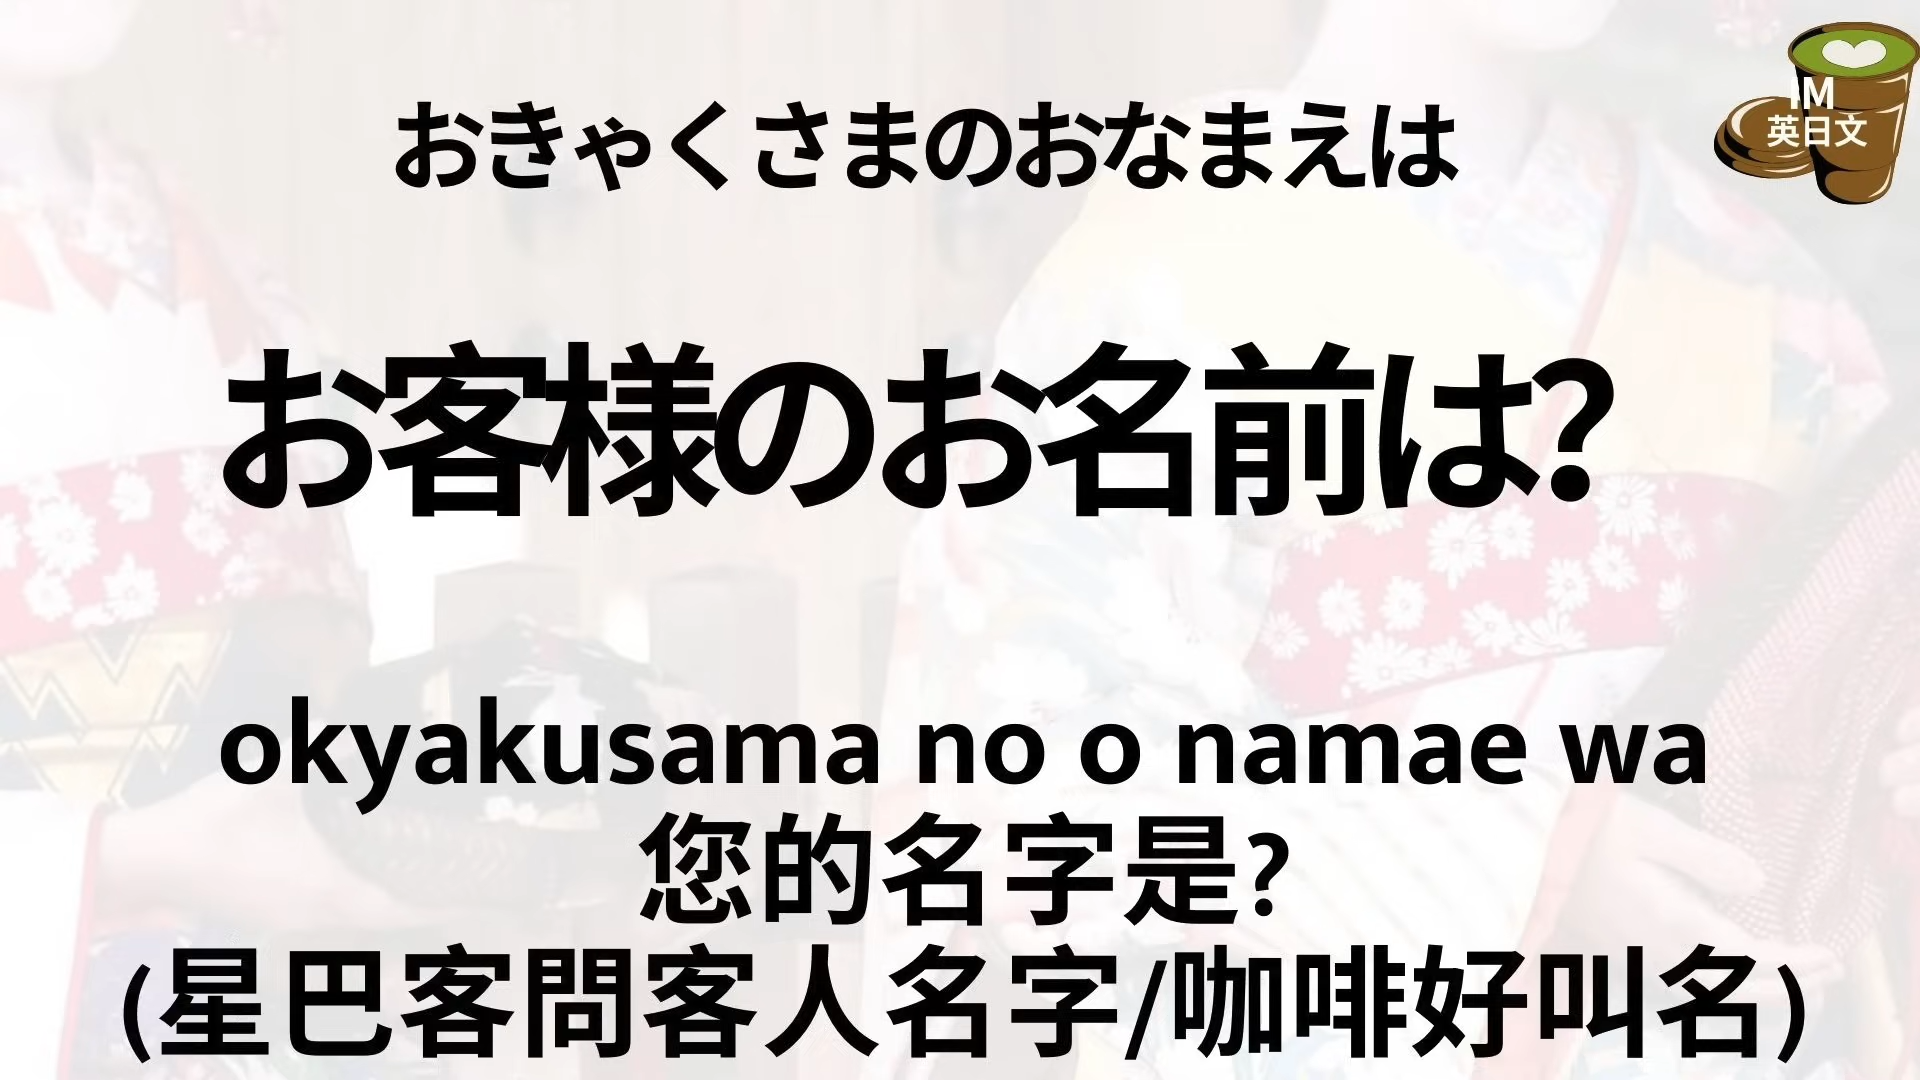 IM
英日文
おきゃくさまのおなまえは
お客様のお名前は？
okyakusama no o namae wa
您的名字是?
(星巴客問客人名字/咖啡好叫名)